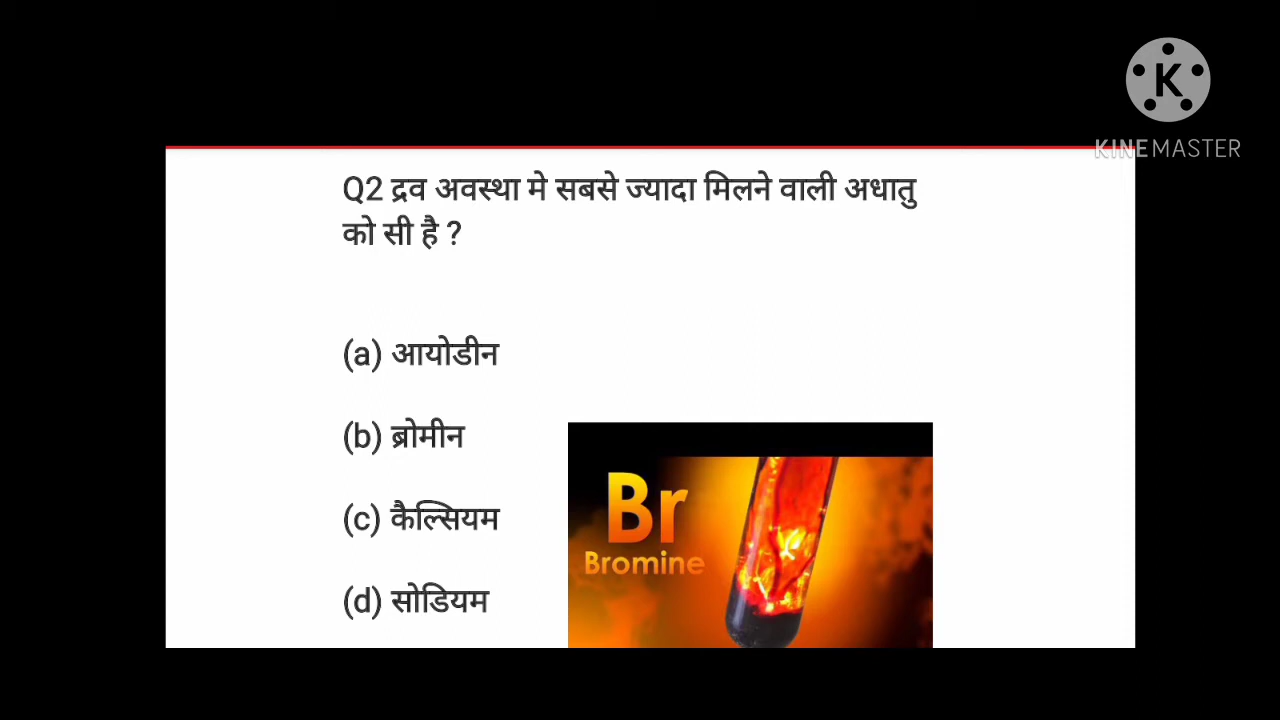 K
KINEMASTER
Q2 द्रव अवस्था मे सबसे ज्यादा मिलने वाली अधातु
को सी है ?
(a) आयोडीन
(b) ब्रोमीन
(c) कैल्सियम
(d) सोडियम
Br
Bromine